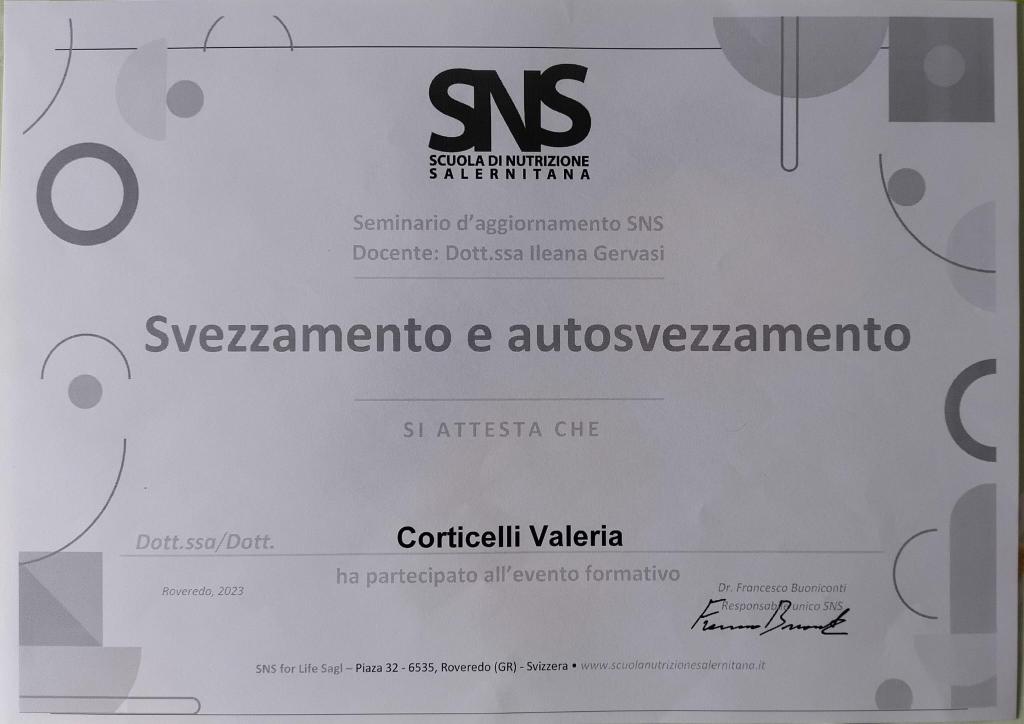 SNS
SCUOLA DI NUTRIZIONE
SALERNITANA
Seminario d'aggiornamento SNS
Docente: Dott.ssa Ileana Gervasi
Svezzamento e autosvezzamento
SI ATTESTA CHE
Dott.ssa/Dott. Corticelli Valeria
ha partecipato all'evento formativo
Roveredo, 2023
Dr. Francesco Buoniconti
Responsabile unico SNS
SNS for Life Sagl – Piaza 32 - 6535, Roveredo (GR) - Svizzera • www.scuolanutrizionesalernitana.it